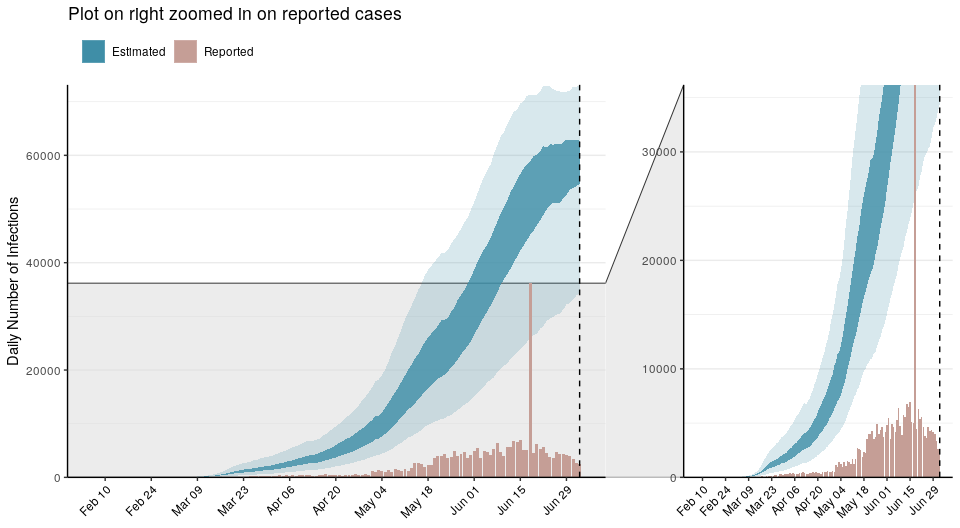 Plot on right zoomed in on reported cases
Estimated Reported
Daily Number of Infections
60000
40000
20000
0
Feb 10 Feb 24 Mar 09 Mar 23 Apr 06 Apr 20 May 04 May 18 Jun 01 Jun 15 Jun 29
30000
20000
10000
0
Feb 10 Feb 24 Mar 09 Mar 23 Apr 06 Apr 20 May 04 May 18 Jun 01 Jun 15 Jun 29